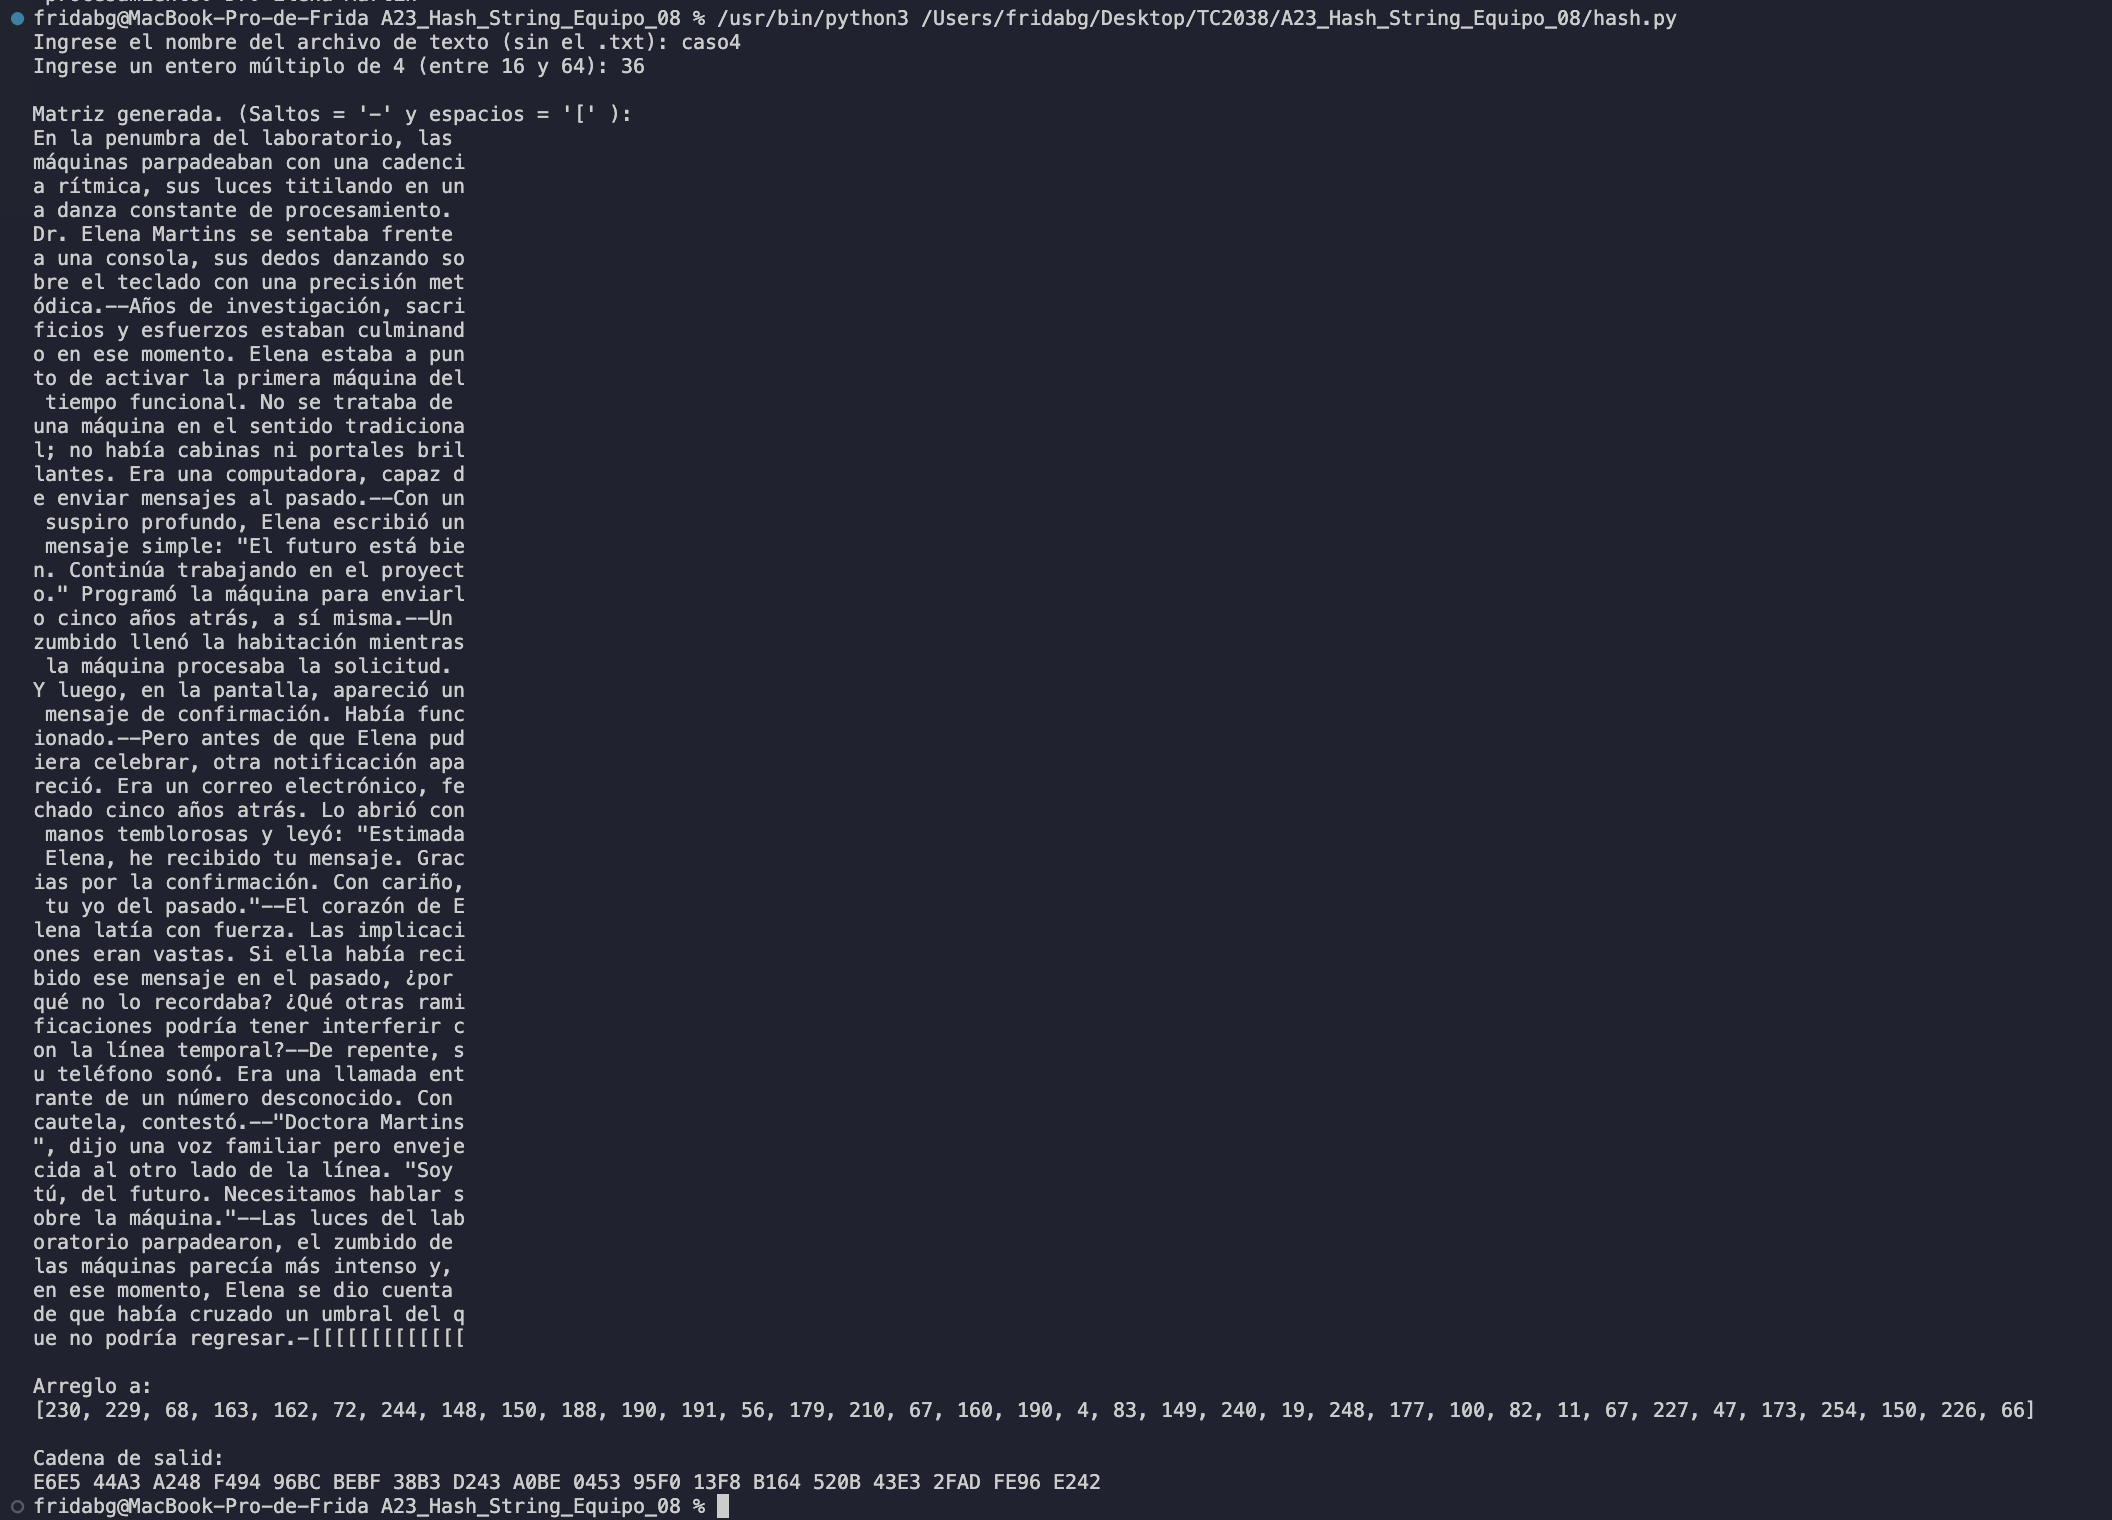 fridabg@MacBook-Pro-de-Frida A23_Hash_String_Equipo_08 % /usr/bin/python3 /Users/fridabg/Desktop/TC2038/A23_Hash_String_Equipo_08/hash.py
Ingrese el nombre del archivo de texto (sin el .txt): caso4
Ingrese un entero múltiplo de 4 (entre 16 y 64): 36
Matriz generada. (Saltos = '-' y espacios = '[' ):
En la penumbra del laboratorio, las
máquinas parpadeaban con una cadenci
a rítmica, sus luces titilando en un
a danza constante de procesamiento.
Dr. Elena Martins se sentaba frente
a una consola, sus dedos danzando so
bre el teclado con una precisión met
ódica.--Años de investigación, sacri
ficios y esfuerzos estaban culminand
o en ese momento. Elena estaba a pun
to de activar la primera máquina del
 tiempo funcional. No se trataba de
una máquina en el sentido tradiciona
l; no había cabinas ni portales bril
lantes. Era una computadora, capaz d
e enviar mensajes al pasado.--Con un
 suspiro profundo, Elena escribió un
 mensaje simple: "El futuro está bie
n. Continúa trabajando en el proyect
o." Programó la máquina para enviarl
o cinco años atrás, a sí misma.--Un
zumbido llenó la habitación mientras
 la máquina procesaba la solicitud.
Y luego, en la pantalla, apareció un
 mensaje de confirmación. Había func
ionado.--Pero antes de que Elena pud
iera celebrar, otra notificación apa
reció. Era un correo electrónico, fe
chado cinco años atrás. Lo abrió con
 manos temblorosas y leyó: "Estimada
 Elena, he recibido tu mensaje. Grac
ias por la confirmación. Con cariño,
 tu yo del pasado."--El corazón de E
lena latía con fuerza. Las implicaci
ones eran vastas. Si ella había reci
bido ese mensaje en el pasado, ¿por
qué no lo recordaba? ¿Qué otras rami
ficaciones podría tener interferir c
on la línea temporal?--De repente, s
u teléfono sonó. Era una llamada ent
rante de un número desconocido. Con
cautela, contestó.--"Doctora Martins
", dijo una voz familiar pero enveje
cida al otro lado de la línea. "Soy
tú, del futuro. Necesitamos hablar s
obre la máquina."--Las luces del lab
oratorio parpadearon, el zumbido de
las máquinas parecía más intenso y,
en ese momento, Elena se dio cuenta
de que había cruzado un umbral del q
ue no podría regresar.-[[[[[[[[[[[[[
Arreglo a:
[230, 229, 68, 163, 162, 72, 244, 148, 150, 188, 190, 191, 56, 179, 210, 67, 160, 190, 4, 83, 149, 240, 19, 248, 177, 100, 82, 11, 67, 227, 47, 173, 254, 150, 226, 66]
Cadena de salid:
E6E5 44A3 A248 F494 96BC BEBF 38B3 D243 A0BE 0453 95F0 13F8 B164 520B 43E3 2FAD FE96 E242
fridabg@MacBook-Pro-de-Frida A23_Hash_String_Equipo_08 %